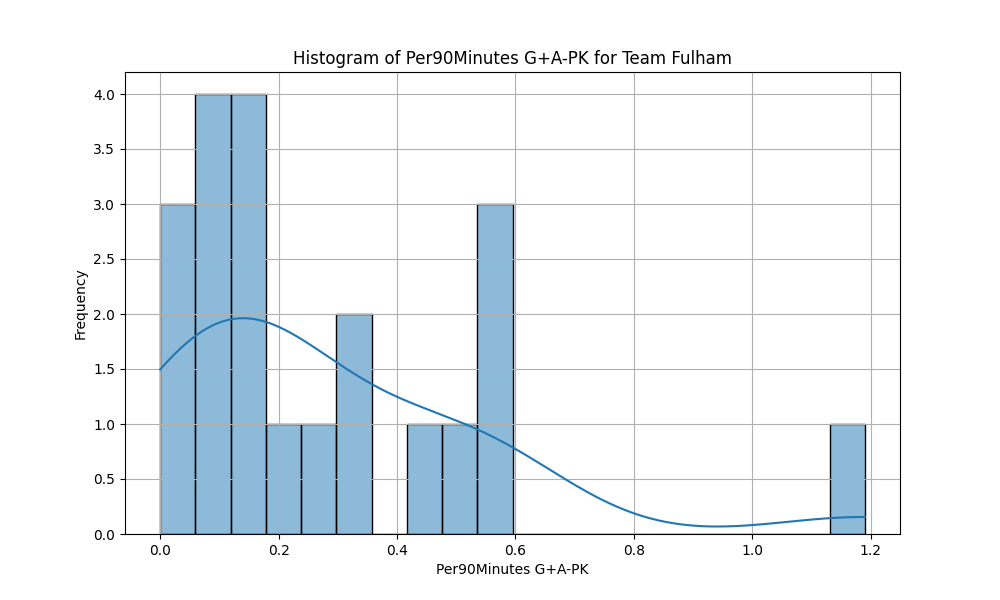 Histogram of Per90Minutes G+A-PK for Team Fulham
Frequency
4.0
3.5
3.0
2.5
2.0
1.5
1.0
0.5
0.0
0.0 0.2 0.4 0.6 0.8 1.0 1.2
Per90Minutes G+A-PK